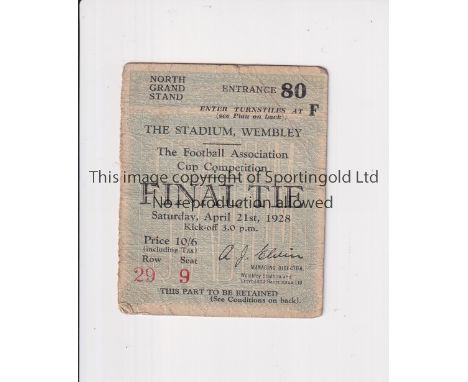 NORTH GRAND STAND
ENTRANCE 80
ENTER TURNSTILES AT F
(see Plan on back)
THE STADIUM, WEMBLEY
The Football Association
Cup Competition
This image copyright of Sportingold Ltd
FINAL TIE
No reproduction allowed
Saturday, April 21st, 1928
Kick-off 3.0 p.m.
Price 10/6
(including Tax)
Row Seat
29 9
A. J. Elvin
MANAGING DIRECTOR
THIS PART TO BE RETAINED
(See Conditions on back).